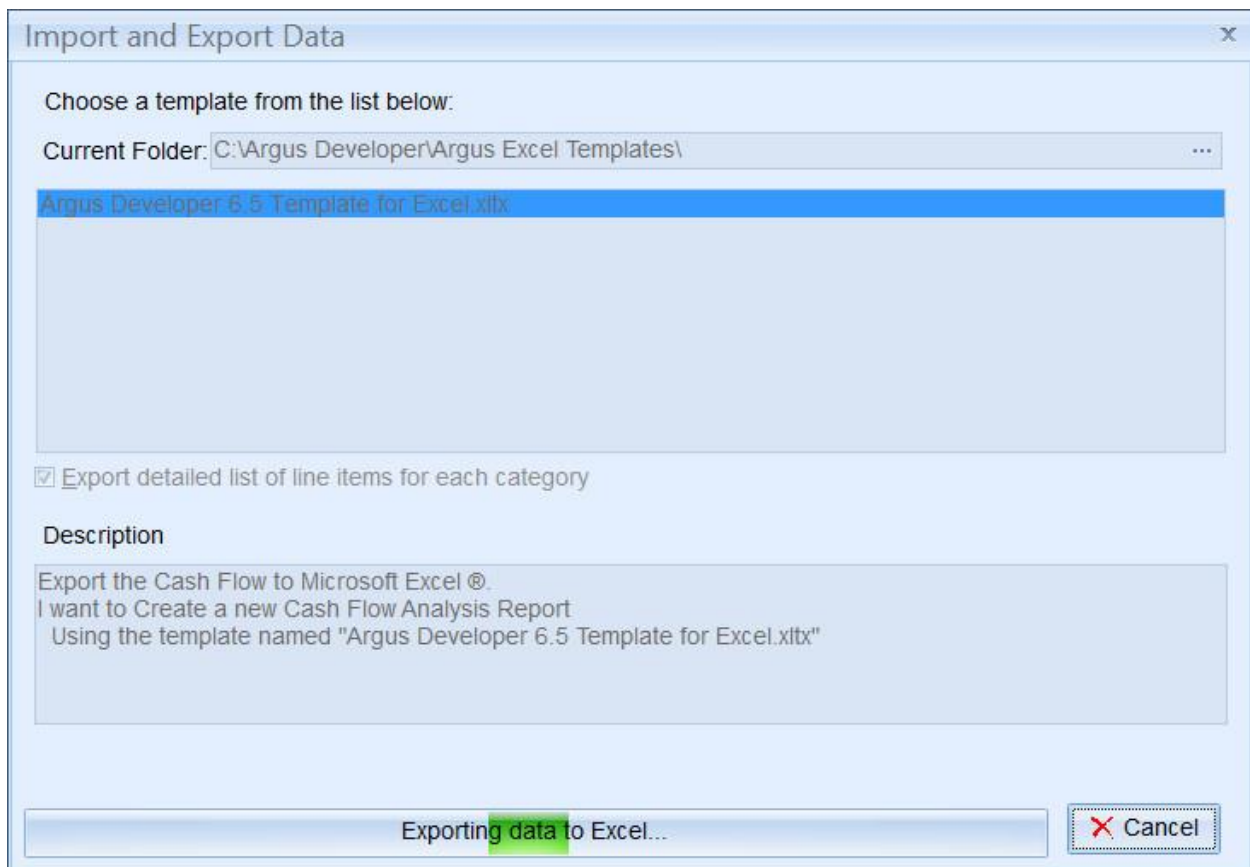 Import and Export Data
Choose a template from the list below:
Current Folder: C:\Argus Developer\Argus Excel Templates\ ...
Argus Developer 6.5 Template for Excel.xltx
Export detailed list of line items for each category
Description
Export the Cash Flow to Microsoft Excel ®.
I want to Create a new Cash Flow Analysis Report
Using the template named "Argus Developer 6.5 Template for Excel.xltx"
Exporting data to Excel...
Cancel